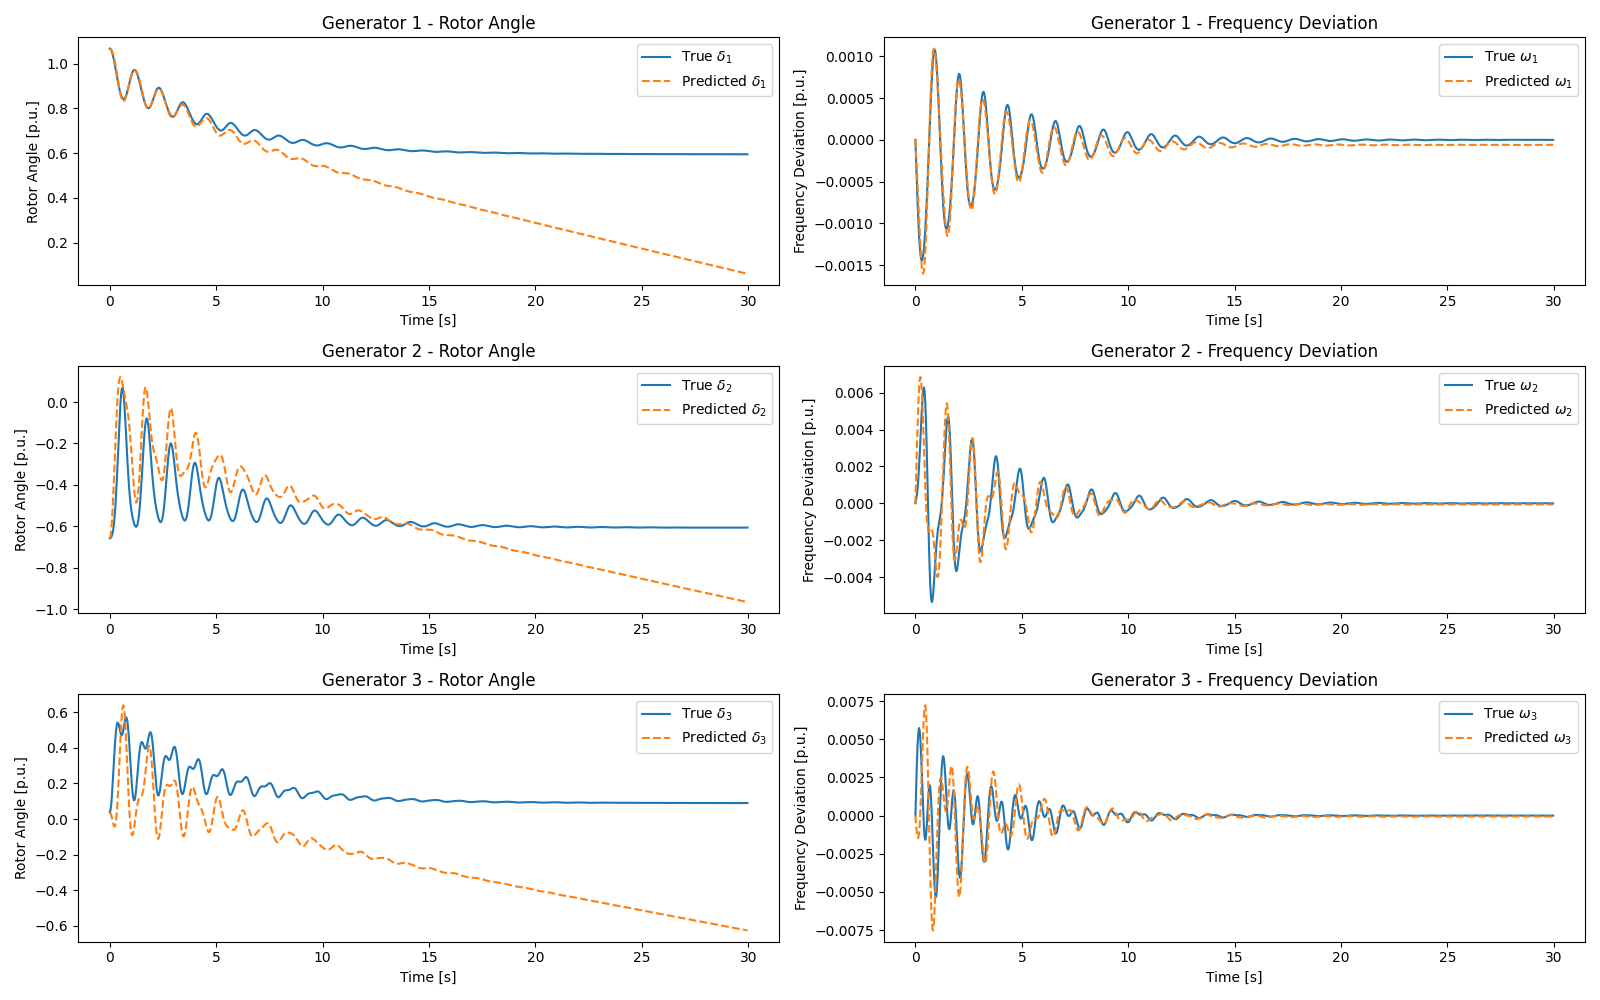 Generator 1 - Rotor Angle
Rotor Angle [p.u.]
1.0
0.8
0.6
0.4
0.2
True δ₁
Predicted δ₁
0 5 10 15 20 25 30
Time [s]
Generator 1 - Frequency Deviation
Frequency Deviation [p.u.]
0.0010
0.0005
0.0000
−0.0005
−0.0010
−0.0015
True ω₁
Predicted ω₁
0 5 10 15 20 25 30
Time [s]
Generator 2 - Rotor Angle
Rotor Angle [p.u.]
0.0
−0.2
−0.4
−0.6
−0.8
−1.0
True δ₂
Predicted δ₂
0 5 10 15 20 25 30
Time [s]
Generator 2 - Frequency Deviation
Frequency Deviation [p.u.]
0.006
0.004
0.002
0.000
−0.002
−0.004
True ω₂
Predicted ω₂
0 5 10 15 20 25 30
Time [s]
Generator 3 - Rotor Angle
Rotor Angle [p.u.]
0.6
0.4
0.2
0.0
−0.2
−0.4
−0.6
True δ₃
Predicted δ₃
0 5 10 15 20 25 30
Time [s]
Generator 3 - Frequency Deviation
Frequency Deviation [p.u.]
0.0075
0.0050
0.0025
0.0000
−0.0025
−0.0050
−0.0075
True ω₃
Predicted ω₃
0 5 10 15 20 25 30
Time [s]